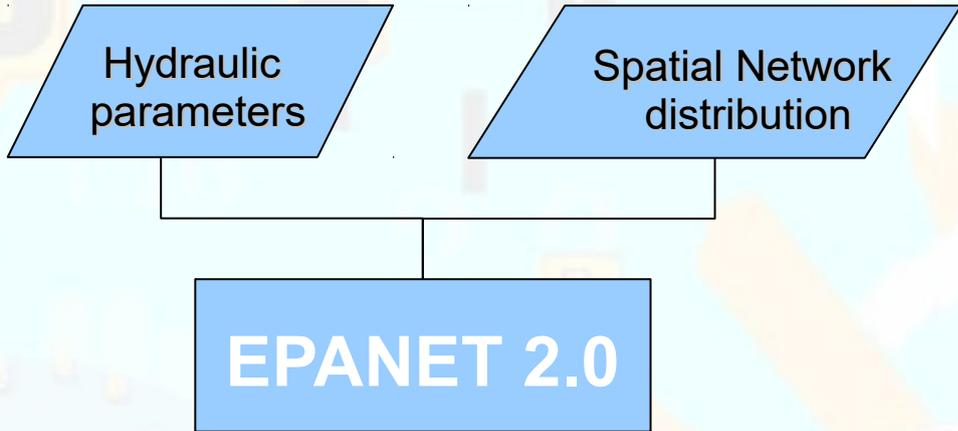 Hydraulic
parameters
Spatial Network
distribution
EPANET 2.0